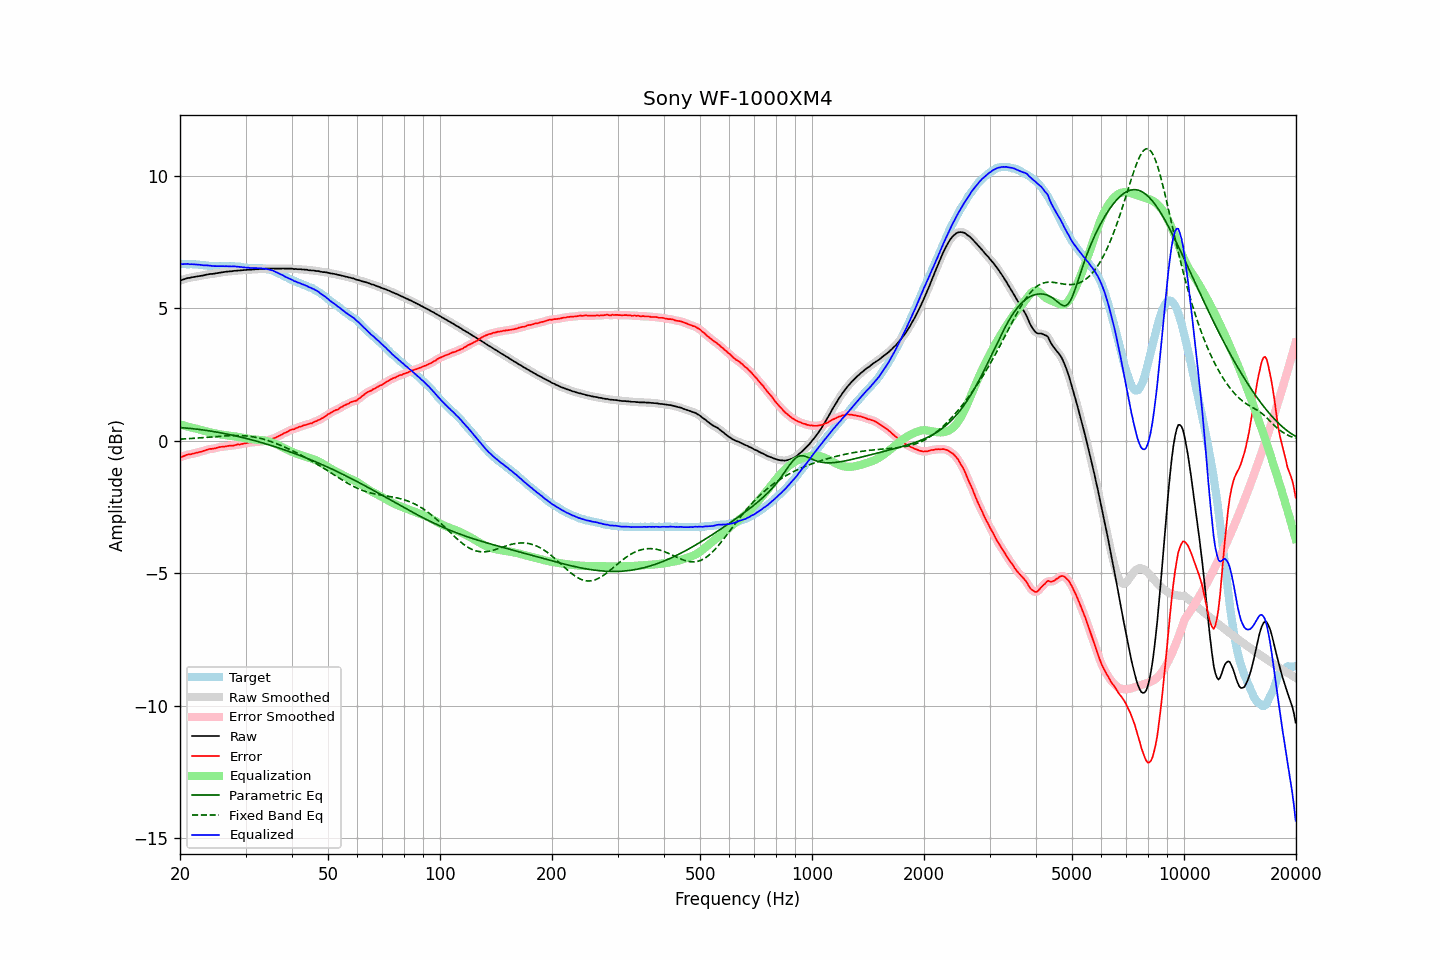 Sony WF-1000XM4
Amplitude (dBr)
10
5
0
−5
−10
−15
Target
Raw Smoothed
Error Smoothed
Raw
Error
Equalization
Parametric Eq
Fixed Band Eq
Equalized
20 50 100 200 500 1000 2000 5000 10000 20000
Frequency (Hz)